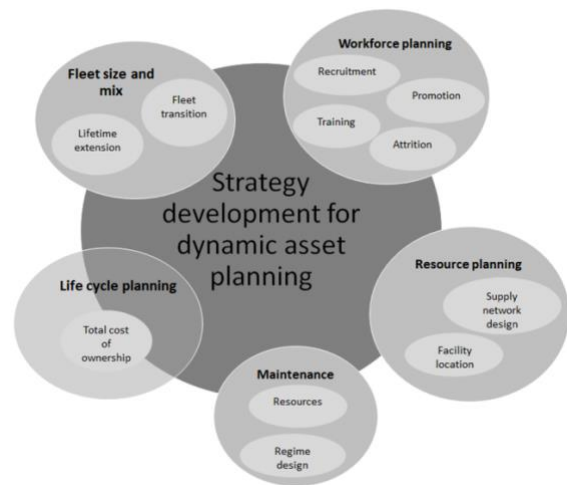 Workforce planning
Recruitment
Promotion
Training
Attrition
Fleet size and
mix
Fleet
transition
Lifetime
extension
Strategy
development for
dynamic asset
planning
Life cycle planning
Total cost
of
ownership
Resource planning
Supply
network
design
Facility
location
Maintenance
Resources
Regime
design